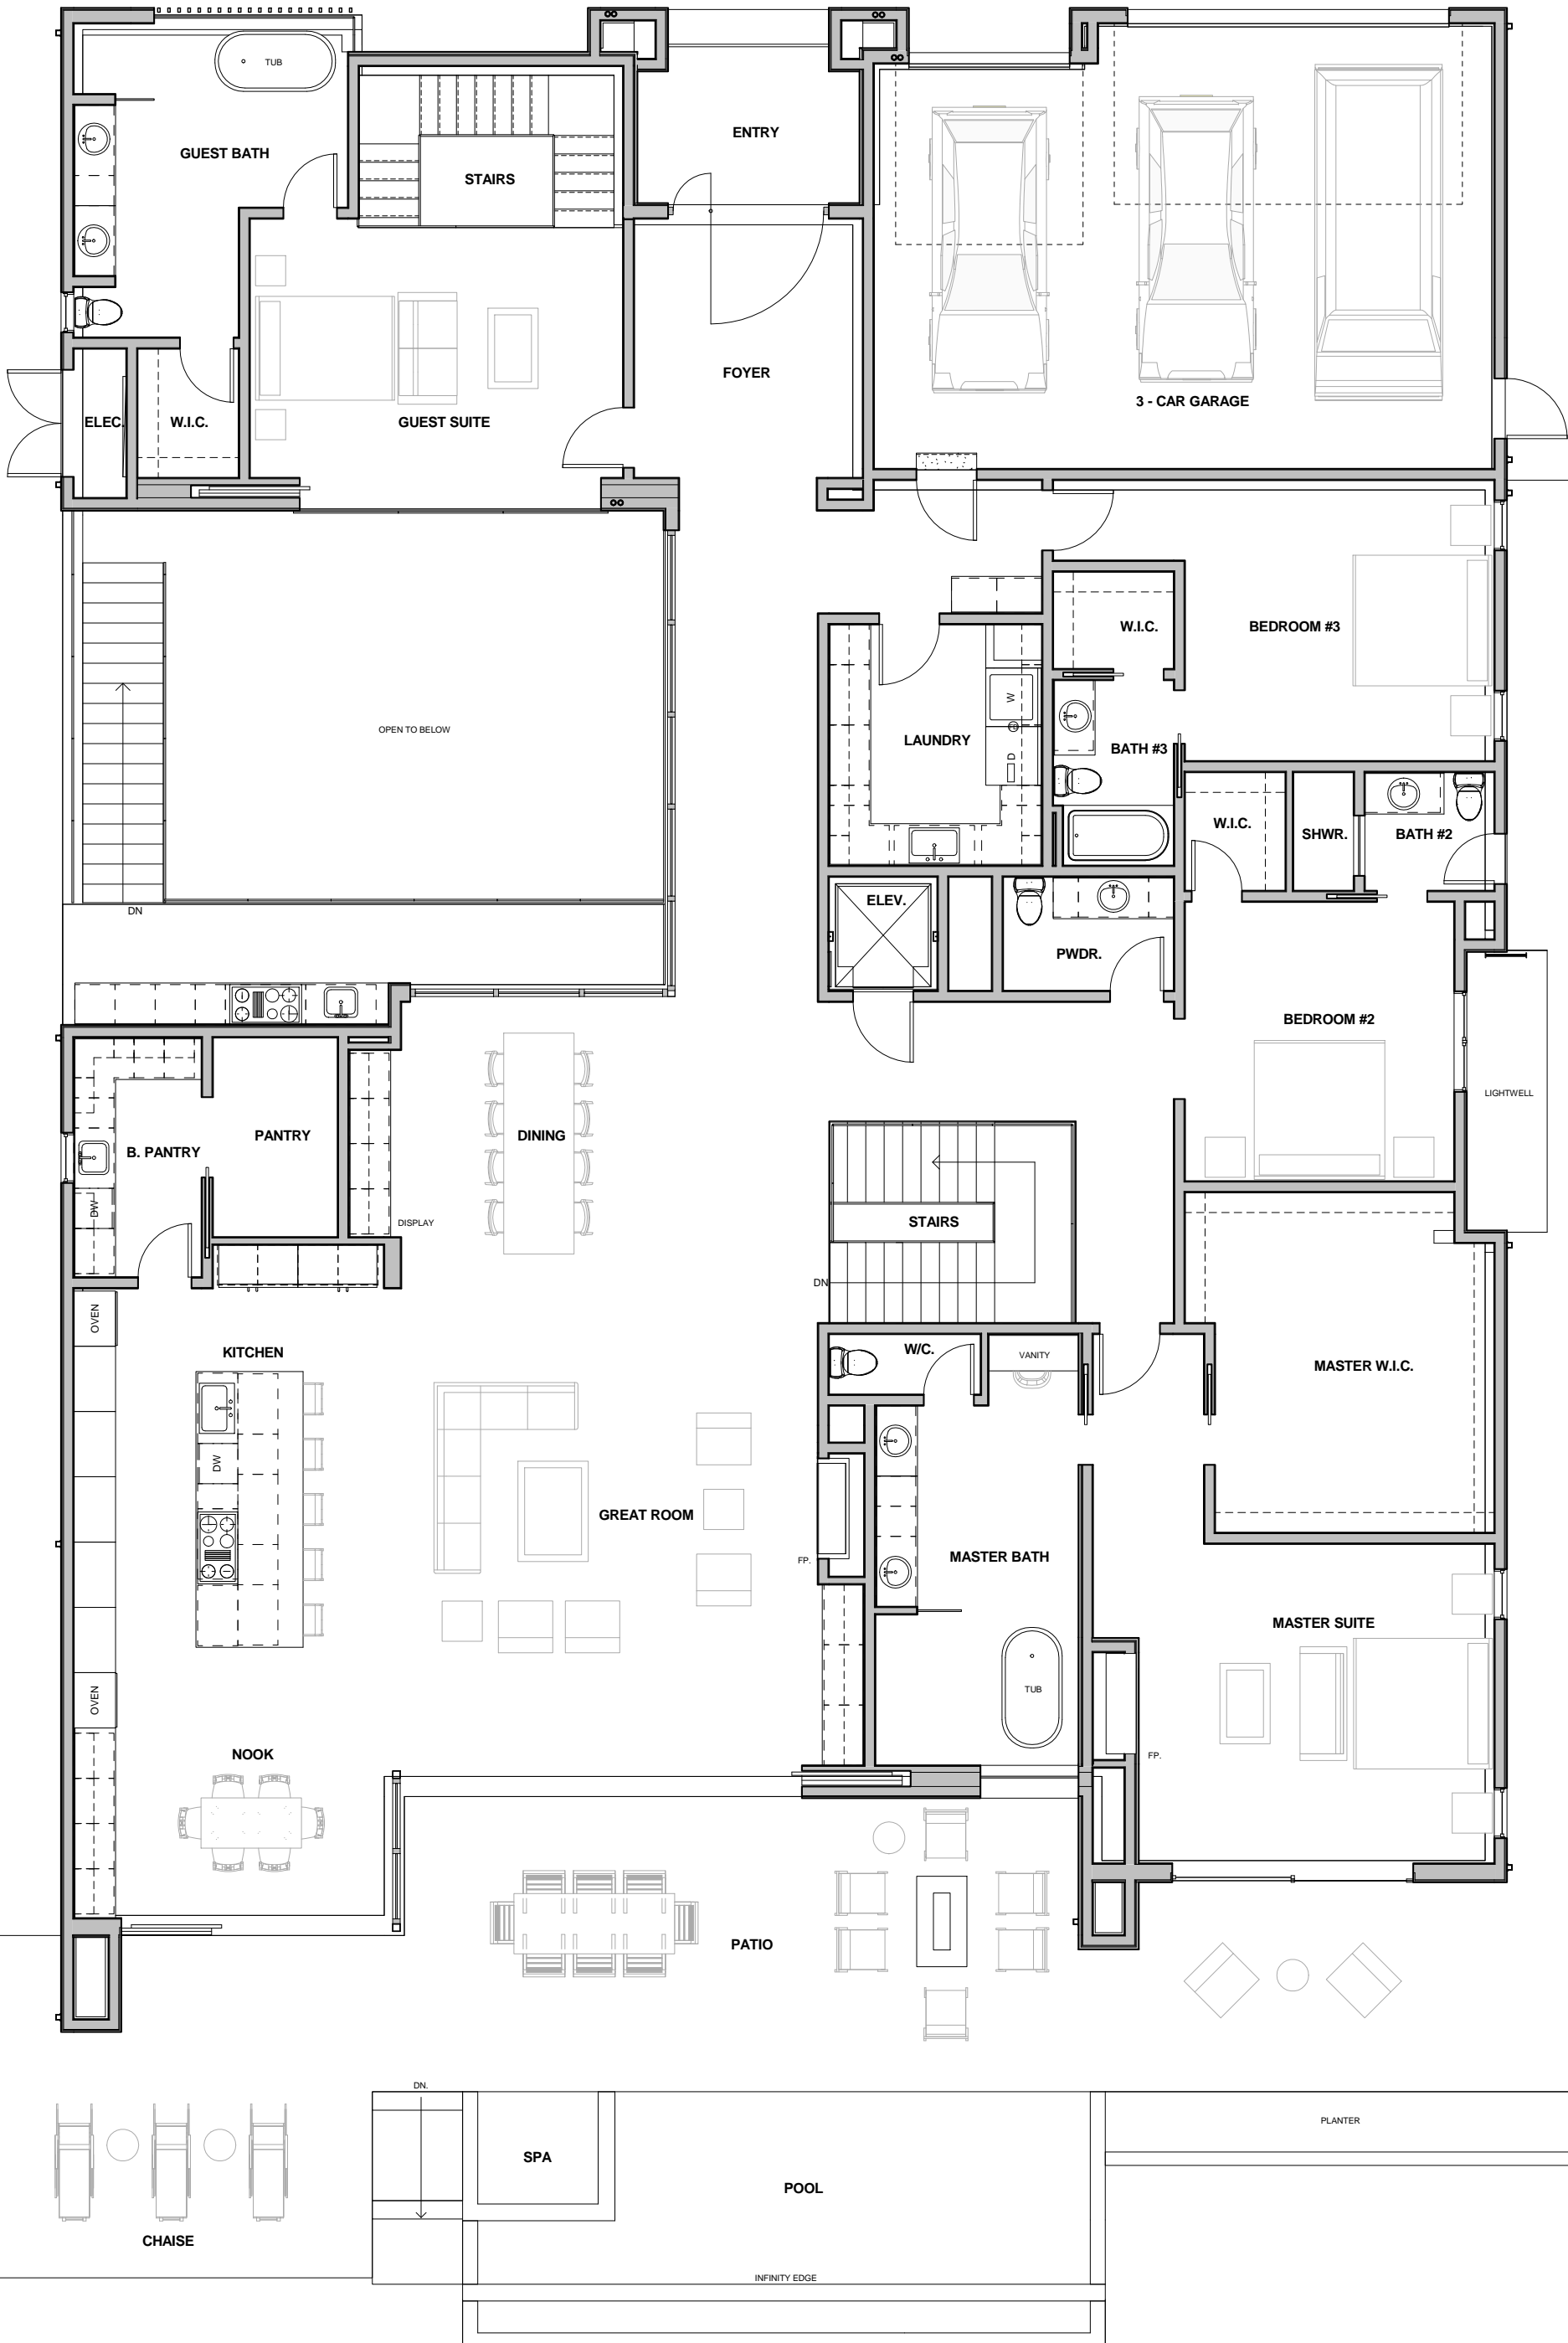 TUB
GUEST BATH
STAIRS
ENTRY
FOYER
3 - CAR GARAGE
ELEC.
W.I.C.
GUEST SUITE
W.I.C.
BEDROOM #3
OPEN TO BELOW
W
LAUNDRY
BATH #3
D
W.I.C.
SHWR.
BATH #2
ELEV.
DN
PWDR.
BEDROOM #2
LIGHTWELL
B. PANTRY
PANTRY
DINING
DW
DISPLAY
STAIRS
DN
OVEN
KITCHEN
W/C.
VANITY
MASTER W.I.C.
DW
GREAT ROOM
FP.
MASTER BATH
MASTER SUITE
TUB
OVEN
NOOK
FP.
PATIO
DN.
PLANTER
SPA
POOL
CHAISE
INFINITY EDGE